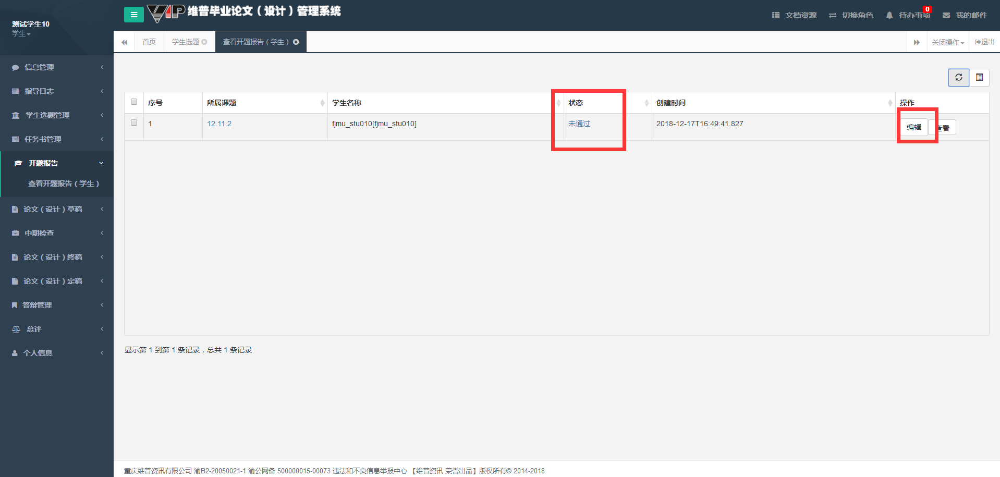 测试学生10
学生
VIP 维普毕业论文（设计）管理系统
文档资源 切换角色 待办事项 0 我的邮件
首页 学生选题 查看开题报告（学生） 关闭操作 退出
信息管理
指导日志
学生选题管理
任务书管理
开题报告
查看开题报告（学生）
论文（设计）草稿
中期检查
论文（设计）终稿
论文（设计）定稿
答辩管理
总评
个人信息
序号 所属课题 学生名称 状态 创建时间 操作
1 12.11.2 fjmu_stu010[fjmu_stu010] 未通过 2018-12-17T16:49:41.827 编辑 查看
显示第 1 到第 1 条记录，总共 1 条记录
重庆维普资讯有限公司 渝B2-20050021-1 渝公网备 500000015-00073 违法和不良信息举报中心 【维普资讯 荣誉出品】版权所有© 2014-2018